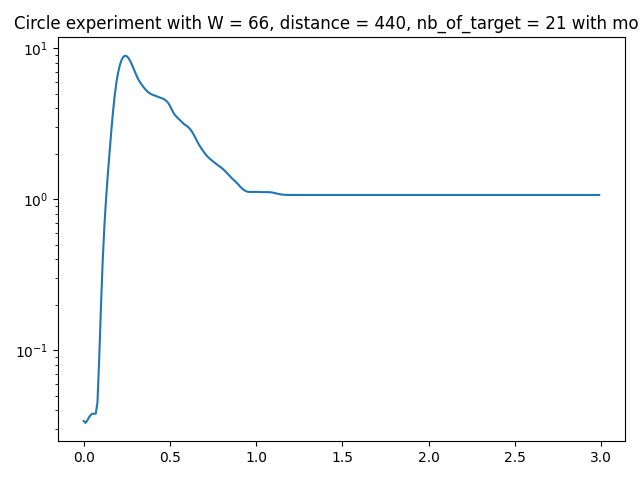 Circle experiment with W = 66, distance = 440, nb_of_target = 21 with mo
10¹
10⁰
10⁻¹
0.0 0.5 1.0 1.5 2.0 2.5 3.0